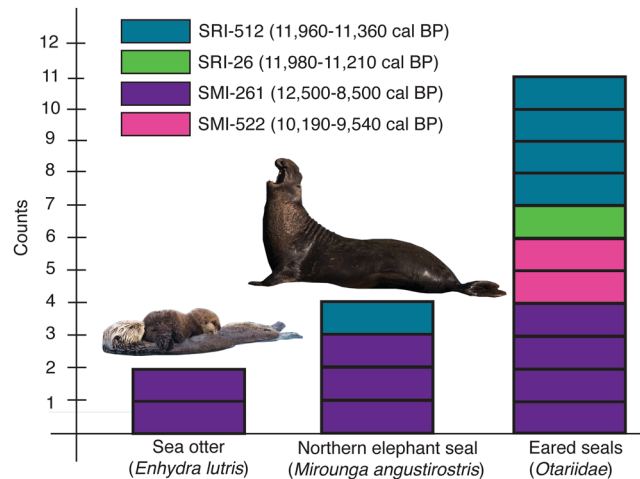 SRI-512 (11,960-11,360 cal BP)
SRI-26 (11,980-11,210 cal BP)
SMI-261 (12,500-8,500 cal BP)
SMI-522 (10,190-9,540 cal BP)
Counts
12
11
10
9
8
7
6
5
4
3
2
1
Sea otter
(Enhydra lutris)
Northern elephant seal
(Mirounga angustirostris)
Eared seals
(Otariidae)